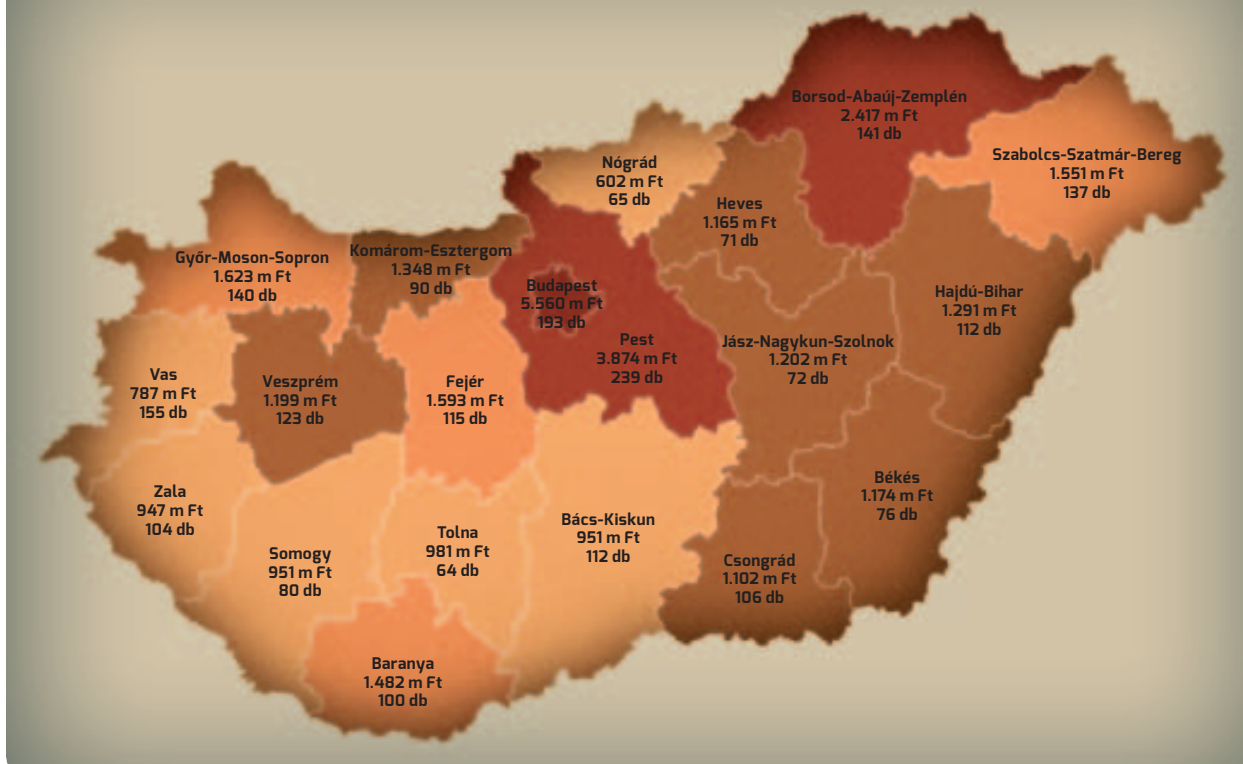 Borsod-Abaúj-Zemplén
2.417 m Ft
141 db
Szabolcs-Szatmár-Bereg
1.551 m Ft
137 db
Nógrád
602 m Ft
65 db
Heves
1.165 m Ft
71 db
Győr-Moson-Sopron
1.623 m Ft
140 db
Komárom-Esztergom
1.348 m Ft
90 db
Budapest
5.560 m Ft
193 db
Hajdú-Bihar
1.291 m Ft
112 db
Pest
3.874 m Ft
239 db
Jász-Nagykun-Szolnok
1.202 m Ft
72 db
Vas
787 m Ft
155 db
Veszprém
1.199 m Ft
123 db
Fejér
1.593 m Ft
115 db
Zala
947 m Ft
104 db
Somogy
951 m Ft
80 db
Tolna
981 m Ft
64 db
Bács-Kiskun
951 m Ft
112 db
Békés
1.174 m Ft
76 db
Csongrád
1.102 m Ft
106 db
Baranya
1.482 m Ft
100 db